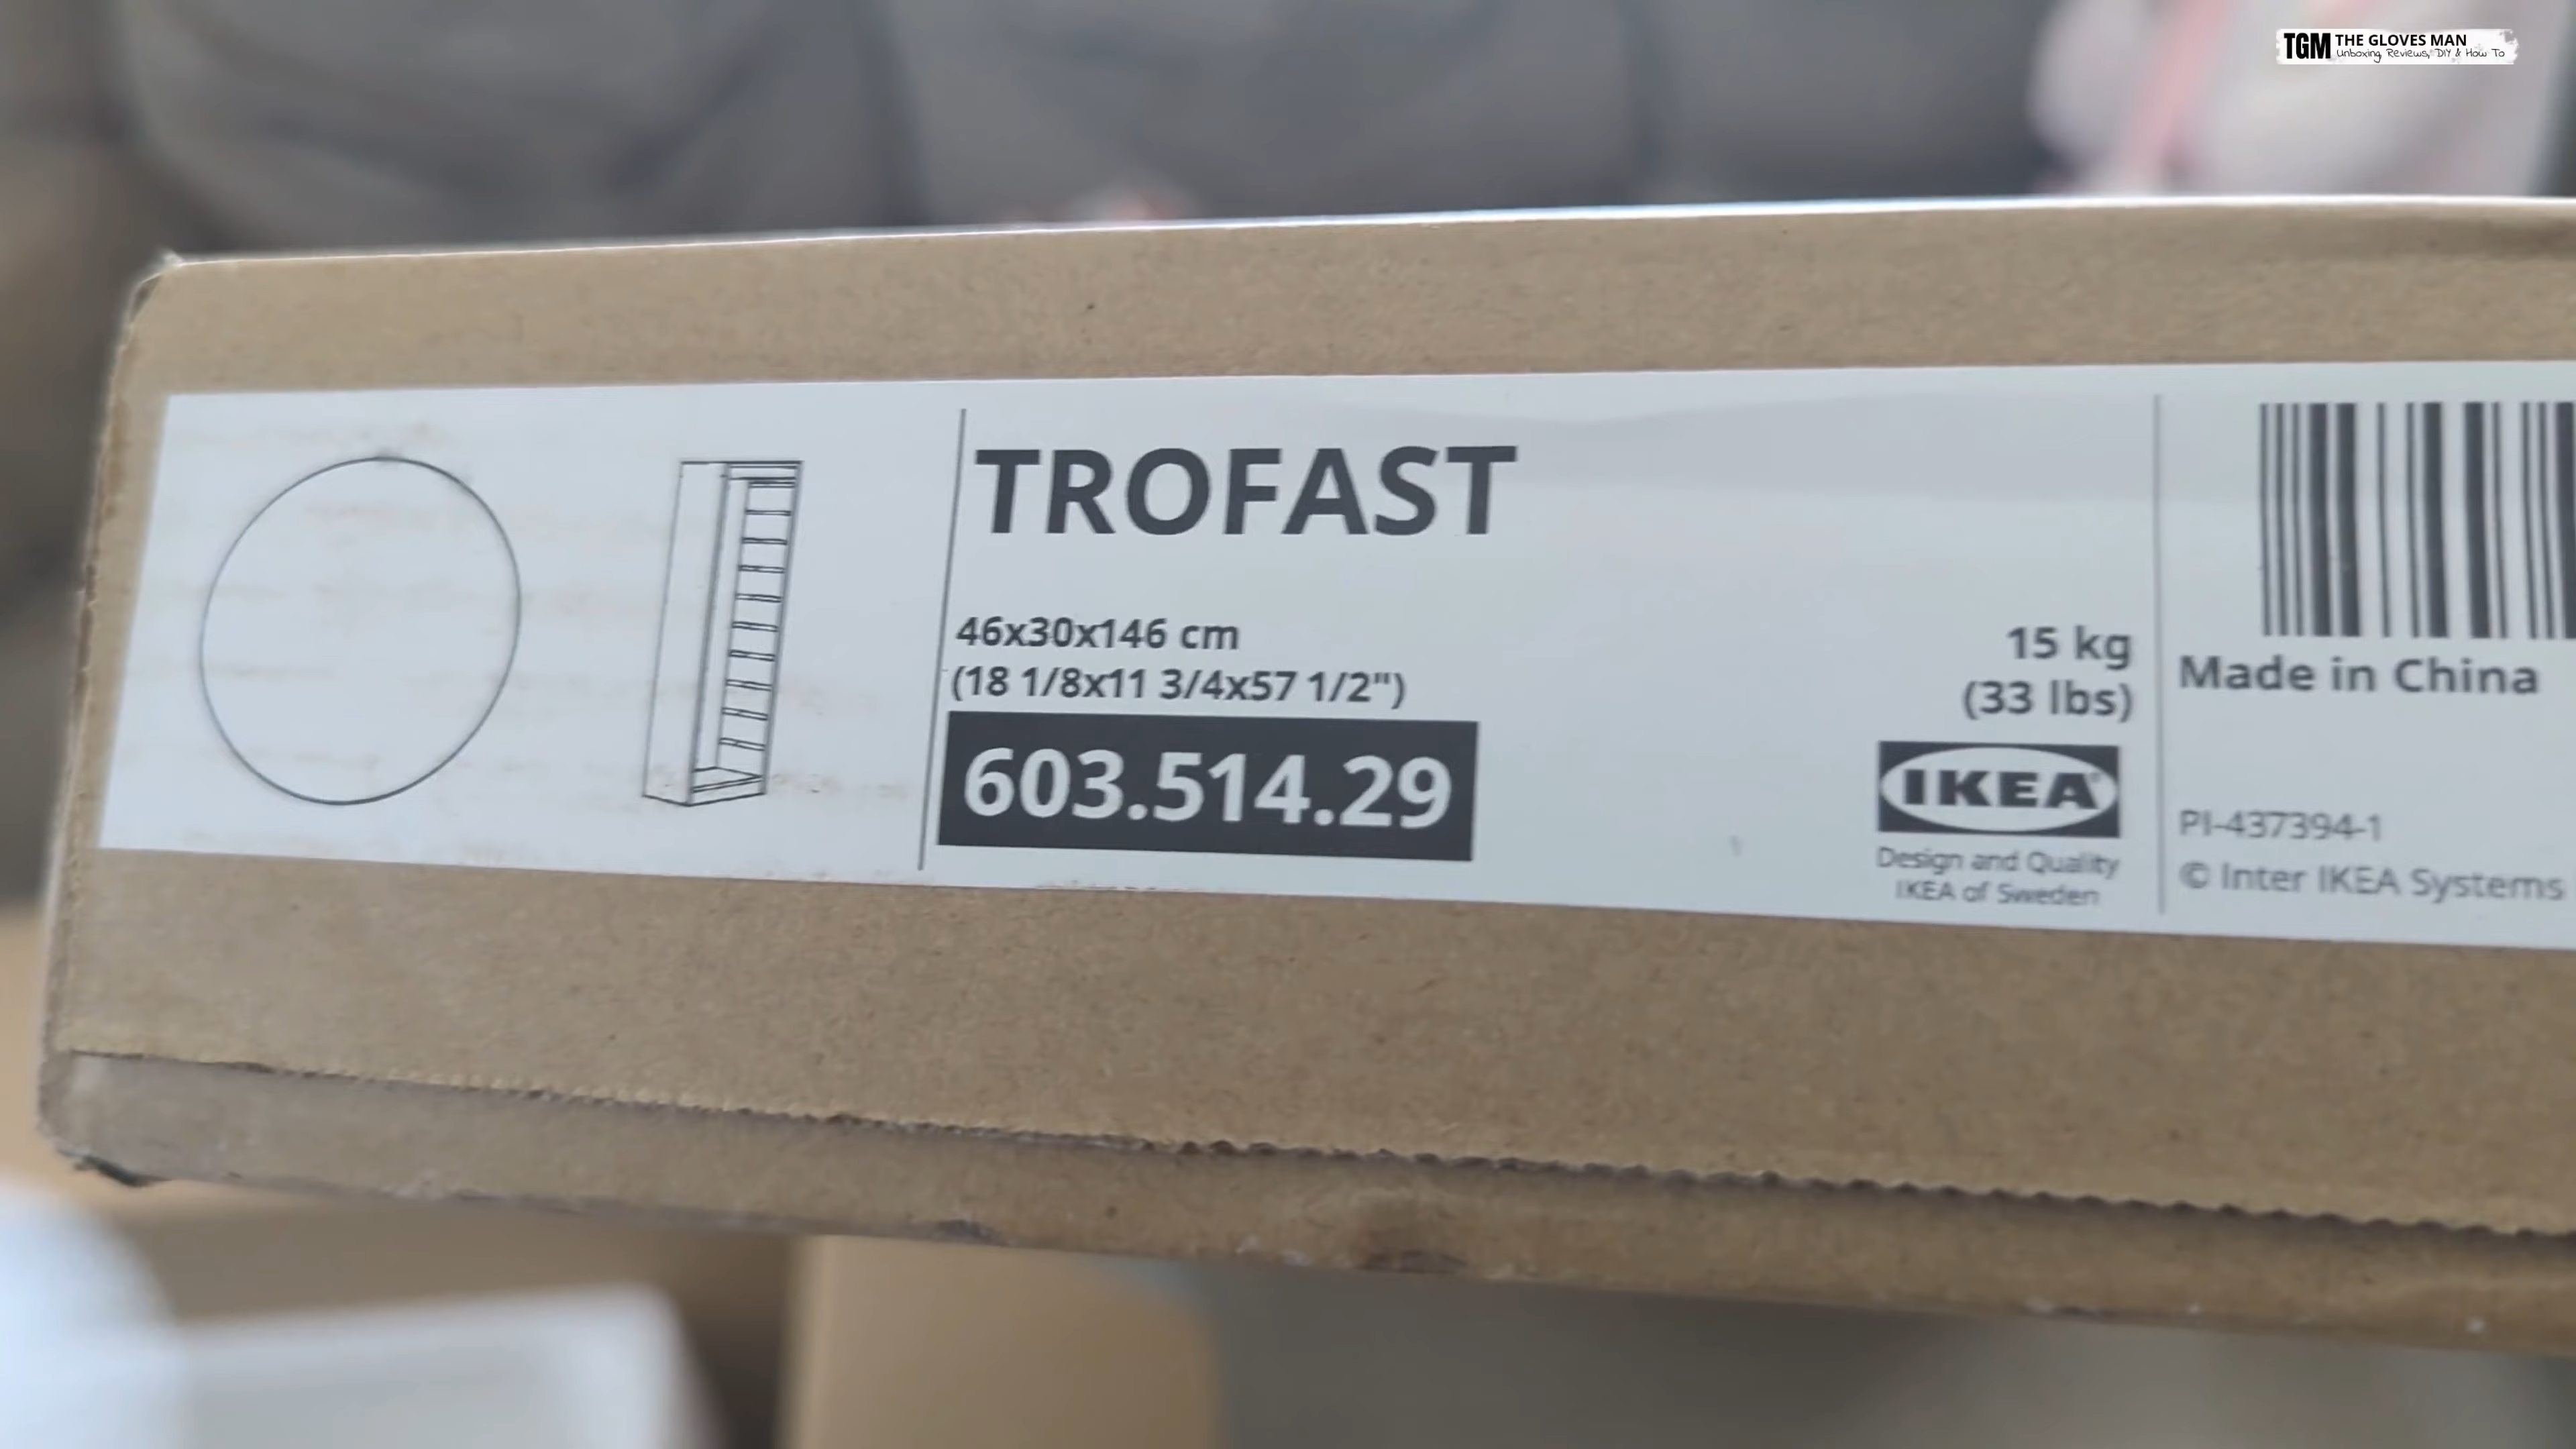 TGM THE GLOVES MAN
Unboxing, Reviews, DIY & How To
TROFAST
46x30x146 cm
(18 1/8x11 3/4x57 1/2")
603.514.29
15 kg
(33 lbs)
IKEA®
Design and Quality
IKEA of Sweden
Made in China
PI-437394-1
© Inter IKEA Systems